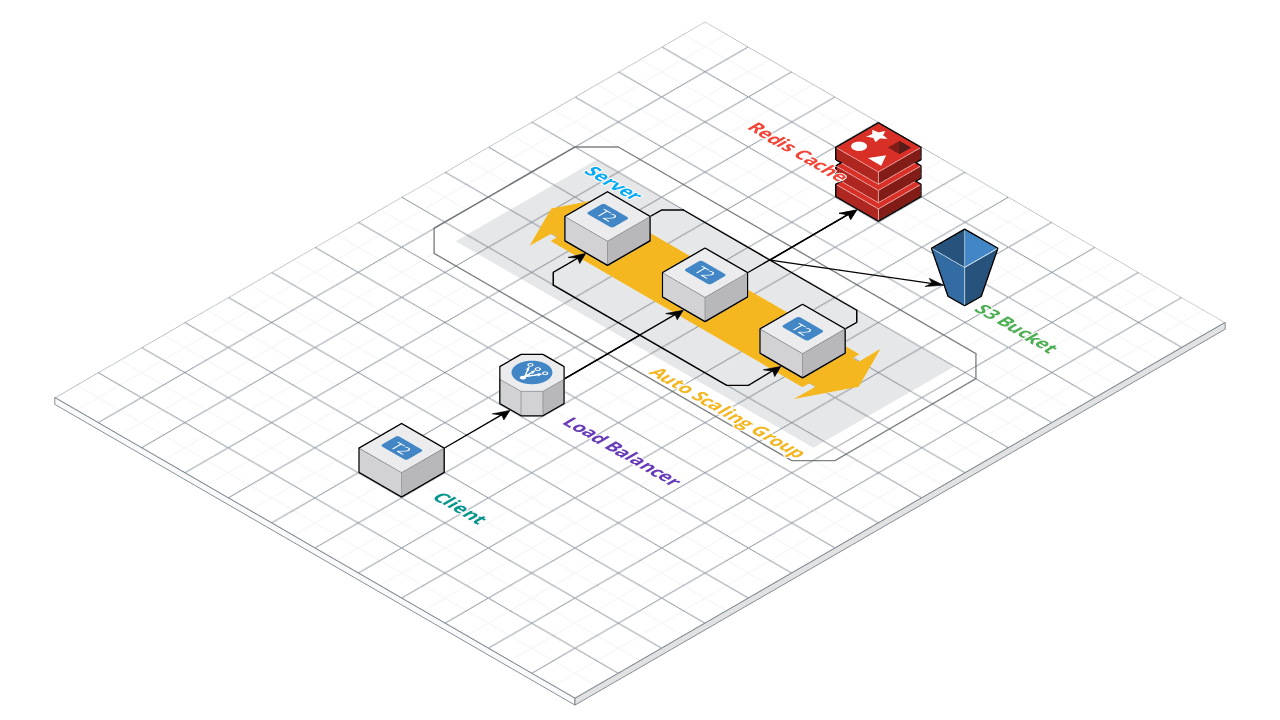 Redis Cache
Server
T2
T2
S3 Bucket
T2
Auto Scaling Group
Load Balancer
T2
Client